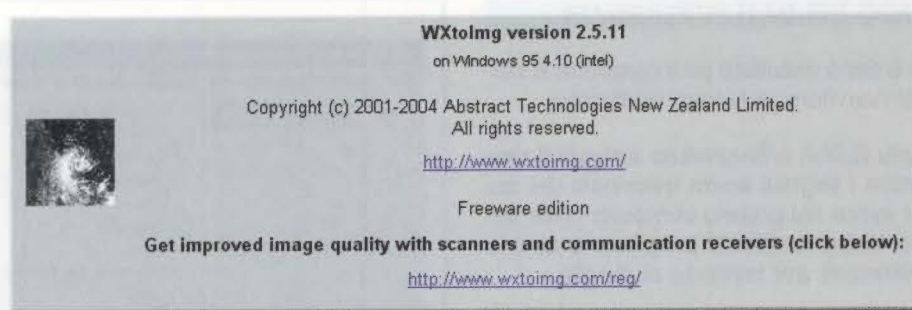 WXtoImg version 2.5.11
on Windows 95 4.10 (intel)
Copyright (c) 2001-2004 Abstract Technologies New Zealand Limited.
All rights reserved.
http://www.wxtoimg.com/
Freeware edition
Get improved image quality with scanners and communication receivers (click below):
http://www.wxtoimg.com/reg/